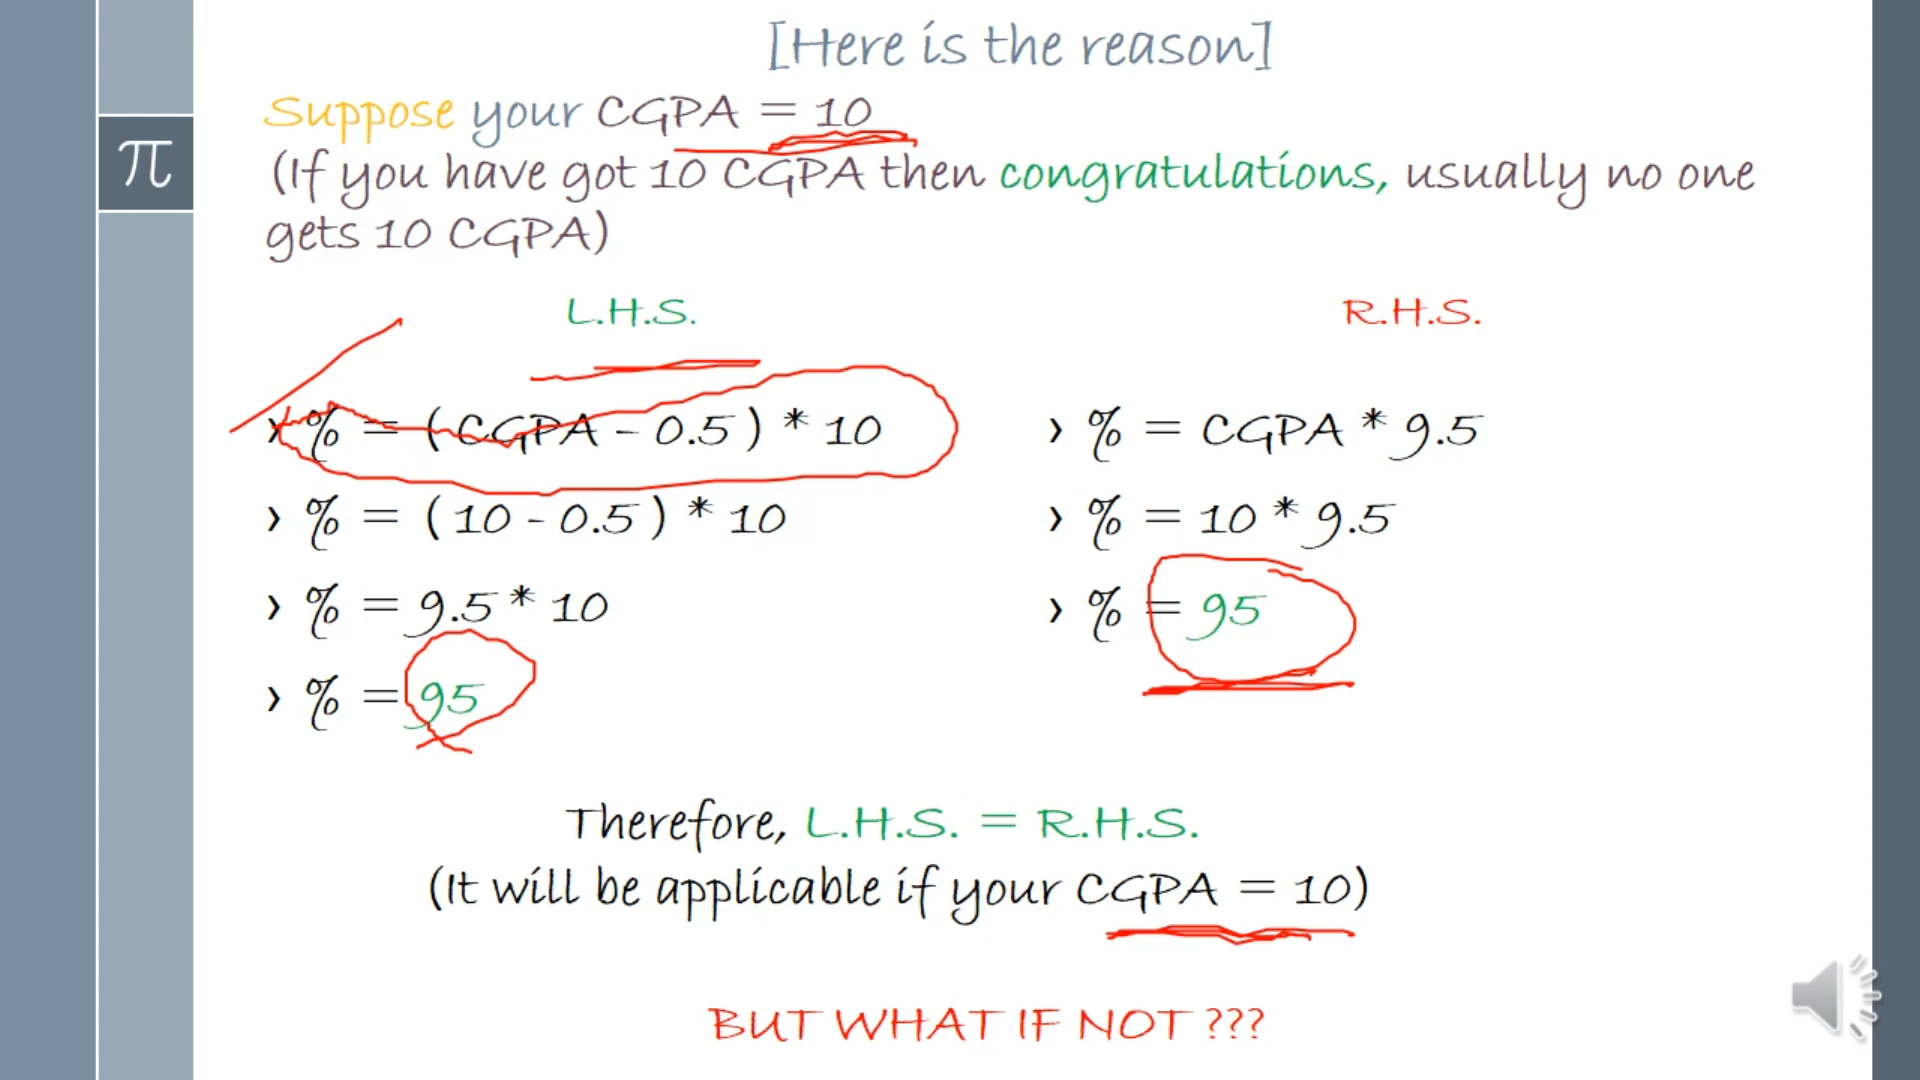 [Here is the reason]
π
Suppose your CGPA = 10
(If you have got 10 CGPA then congratulations, usually no one
gets 10 CGPA)
L.H.S.
› % = ( CGPA - 0.5 ) * 10
› % = ( 10 - 0.5 ) * 10
› % = 9.5 * 10
› % = 95
R.H.S.
› % = CGPA * 9.5
› % = 10 * 9.5
› % = 95
Therefore, L.H.S. = R.H.S.
(It will be applicable if your CGPA = 10)
BUT WHAT IF NOT ???